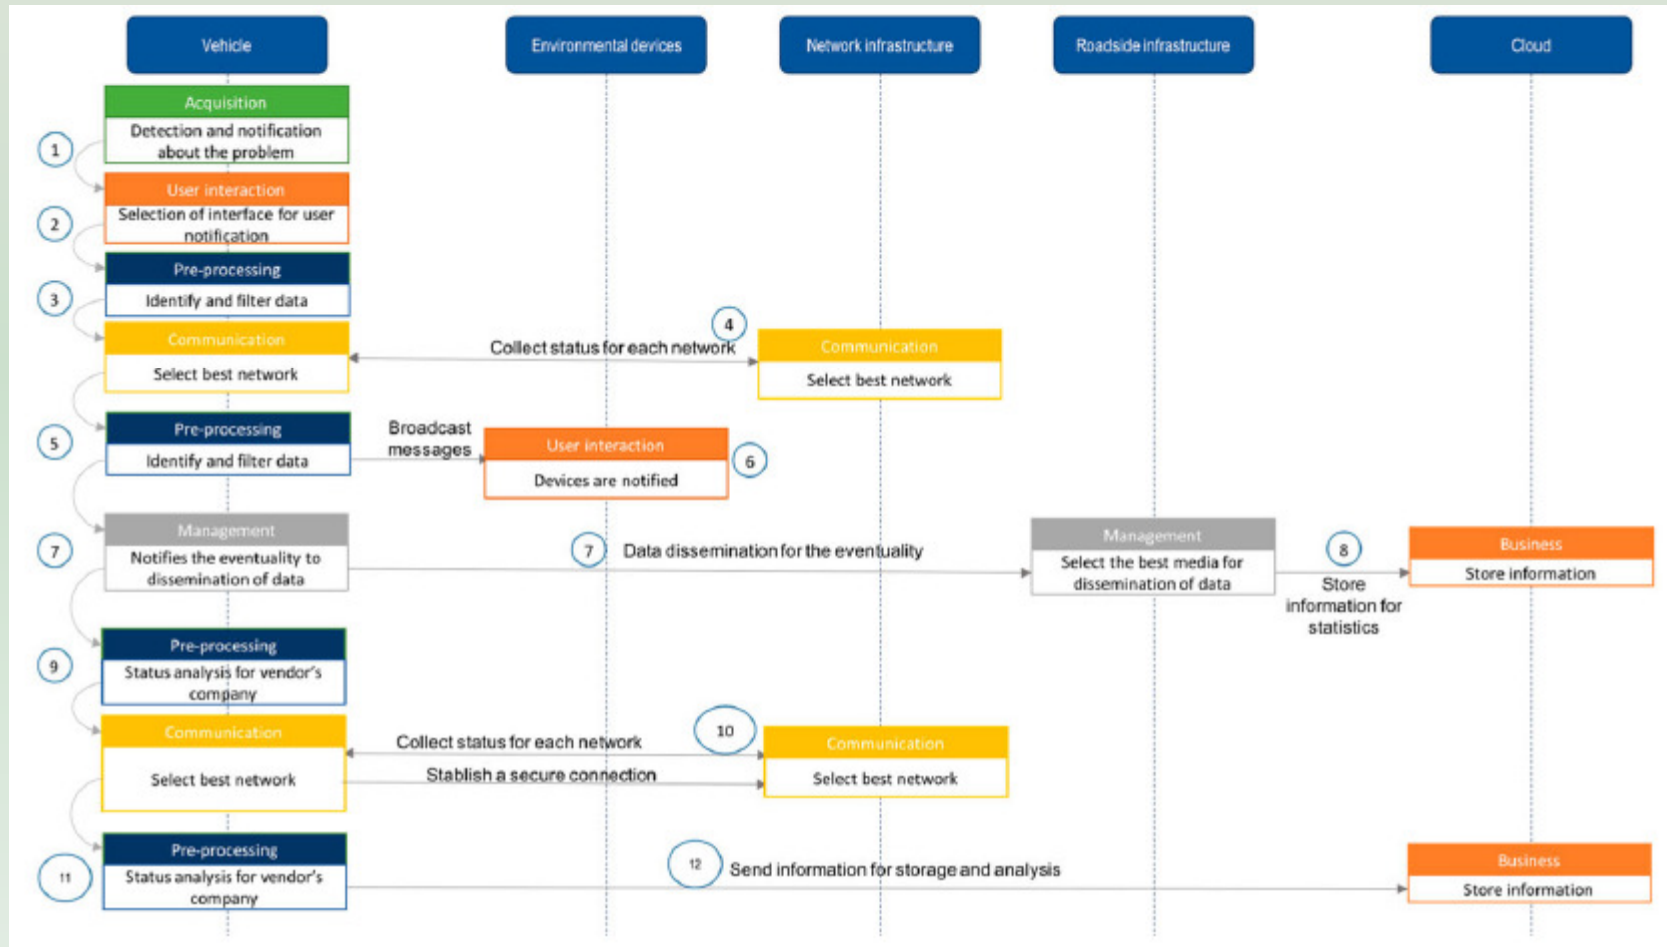 Vehicle
Environmental devices
Network infrastructure
Roadside infrastructure
Cloud
Acquisition
Detection and notification
about the problem
1
User interaction
Selection of interface for user
notification
2
Pre-processing
Identify and filter data
3
Communication
Select best network
Collect status for each network
4
Communication
Select best network
5
Pre-processing
Identify and filter data
Broadcast
messages
User interaction
Devices are notified
6
7
Management
Notifies the eventuality to
dissemination of data
7
Data dissemination for the eventuality
Management
Select the best media for
dissemination of data
8
Store
information for
statistics
Business
Store information
9
Pre-processing
Status analysis for vendor's
company
Communication
Select best network
Collect status for each network
Stablish a secure connection
10
Communication
Select best network
11
Pre-processing
Status analysis for vendor's
company
12
Send information for storage and analysis
Business
Store information